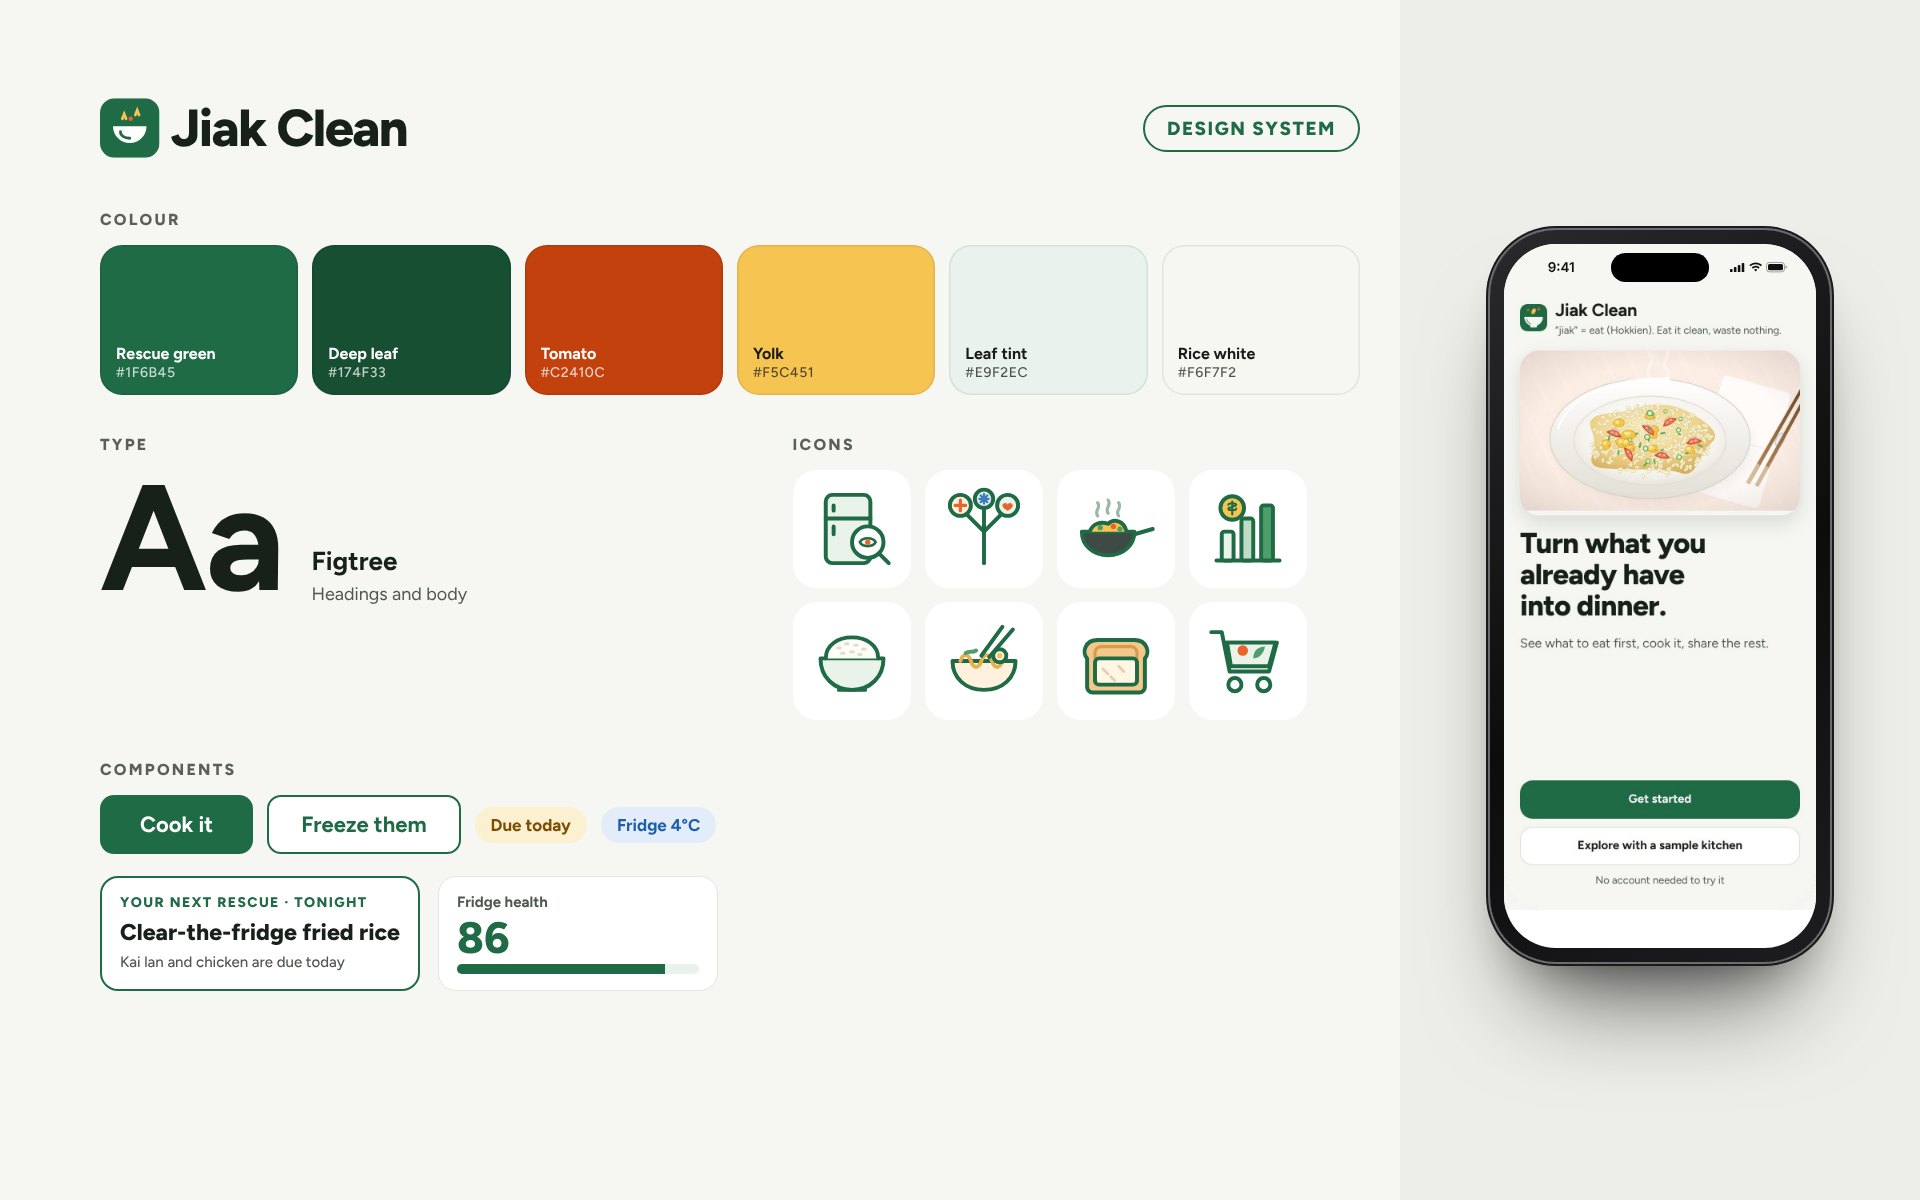 Jiak Clean
DESIGN SYSTEM
COLOUR
Rescue green
#1F6B45
Deep leaf
#174F33
Tomato
#C2410C
Yolk
#F5C451
Leaf tint
#E9F2EC
Rice white
#F6F7F2
TYPE
Aa
Figtree
Headings and body
ICONS
$
COMPONENTS
Cook it
Freeze them
Due today
Fridge 4°C
YOUR NEXT RESCUE · TONIGHT
Clear-the-fridge fried rice
Kai lan and chicken are due today
Fridge health
86
9:41
Jiak Clean
"jiak" = eat (Hokkien). Eat it clean, waste nothing.
Turn what you
already have
into dinner.
See what to eat first, cook it, share the rest.
Get started
Explore with a sample kitchen
No account needed to try it